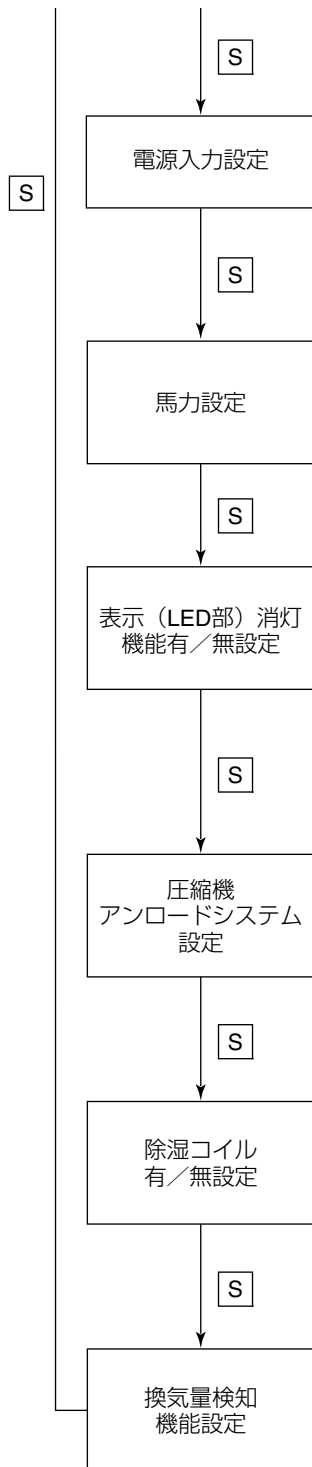 S
電源入力設定
S
S
馬力設定
S
表示（LED部）消灯
機能有／無設定
S
圧縮機
アンロードシステム
設定
S
除湿コイル
有／無設定
S
換気量検知
機能設定